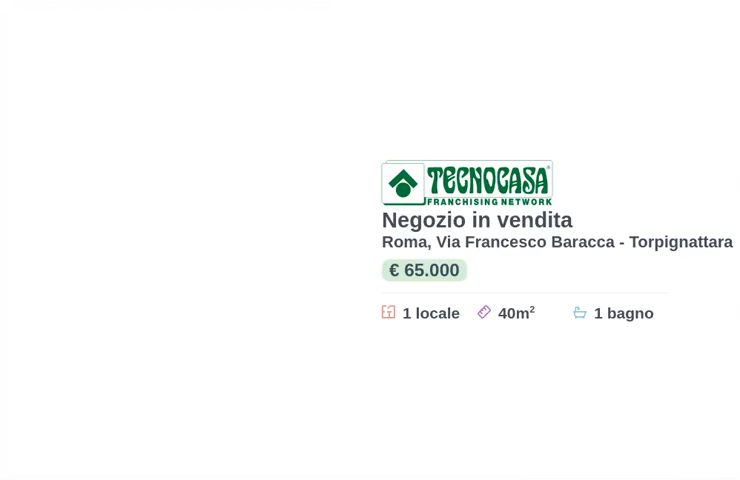 TECNOCASA®
FRANCHISING NETWORK
Negozio in vendita
Roma, Via Francesco Baracca - Torpignattara
€ 65.000
1 locale 40m² 1 bagno